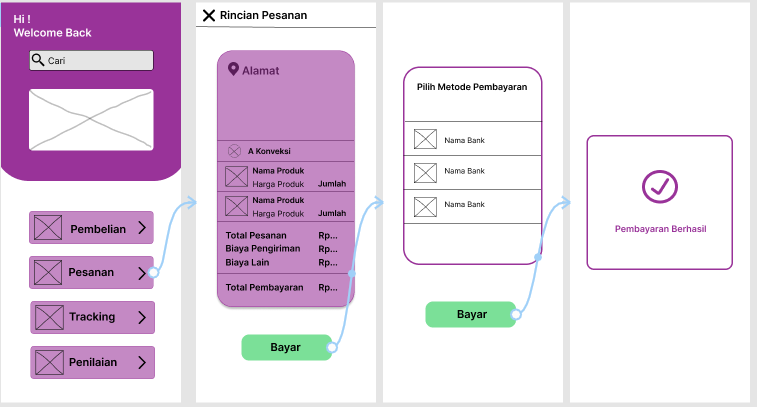 Hi !
Welcome Back
Cari
Pembelian
Pesanan
Tracking
Penilaian
Rincian Pesanan
Alamat
A Konveksi
Nama Produk
Harga Produk Jumlah
Nama Produk
Harga Produk Jumlah
Total Pesanan Rp...
Biaya Pengiriman Rp...
Biaya Lain Rp...
Total Pembayaran Rp...
Bayar
Pilih Metode Pembayaran
Nama Bank
Nama Bank
Nama Bank
Bayar
Pembayaran Berhasil